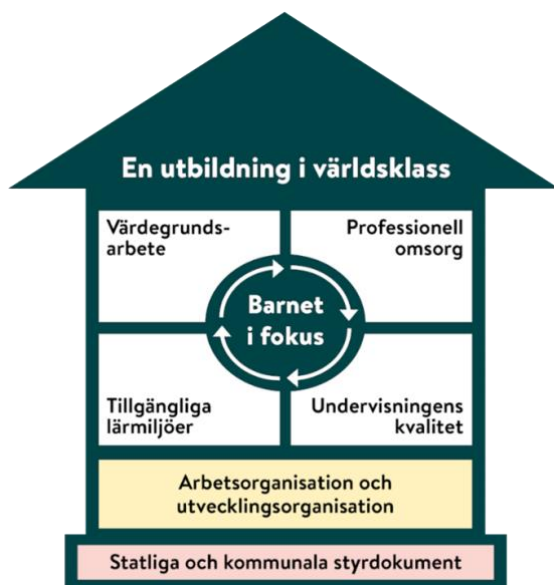 En utbildning i världsklass
Värdegrunds-
arbete
Professionell
omsorg
Barnet
i fokus
Tillgängliga
lärmiljöer
Undervisningens
kvalitet
Arbetsorganisation och
utvecklingsorganisation
Statliga och kommunala styrdokument